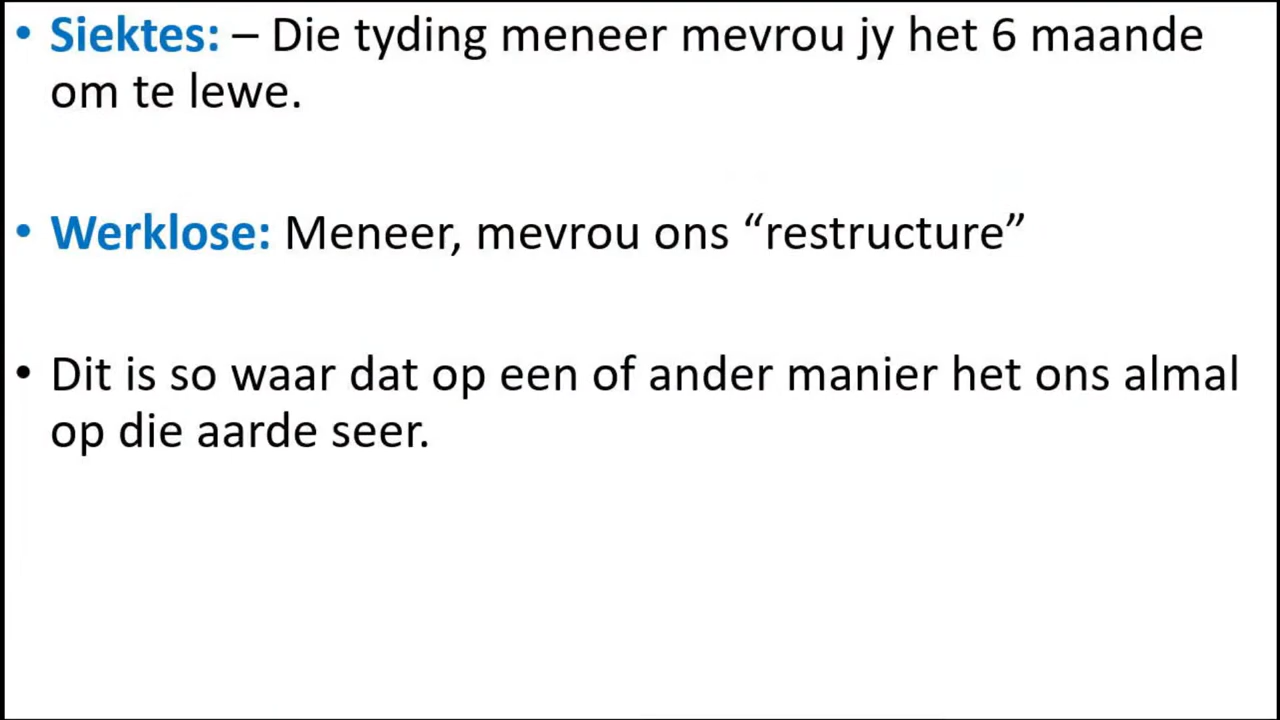 • Siektes: – Die tyding meneer mevrou jy het 6 maande
om te lewe.
• Werklose: Meneer, mevrou ons “restructure”
• Dit is so waar dat op een of ander manier het ons almal
op die aarde seer.